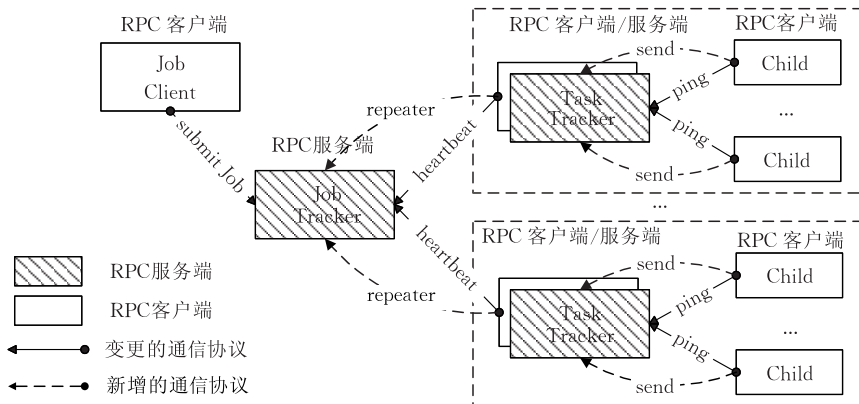 RPC 客户端
Job
Client
submit Job
RPC服务端
Job
Tracker
repeater
heartbeat
heartbeat
repeater
RPC 客户端/服务端
RPC客户端
send
Task
Tracker
ping
Child
...
ping
Child
send
...
RPC 客户端/服务端
RPC 客户端
send
Task
Tracker
ping
Child
...
ping
Child
send
RPC服务端
RPC客户端
变更的通信协议
新增的通信协议